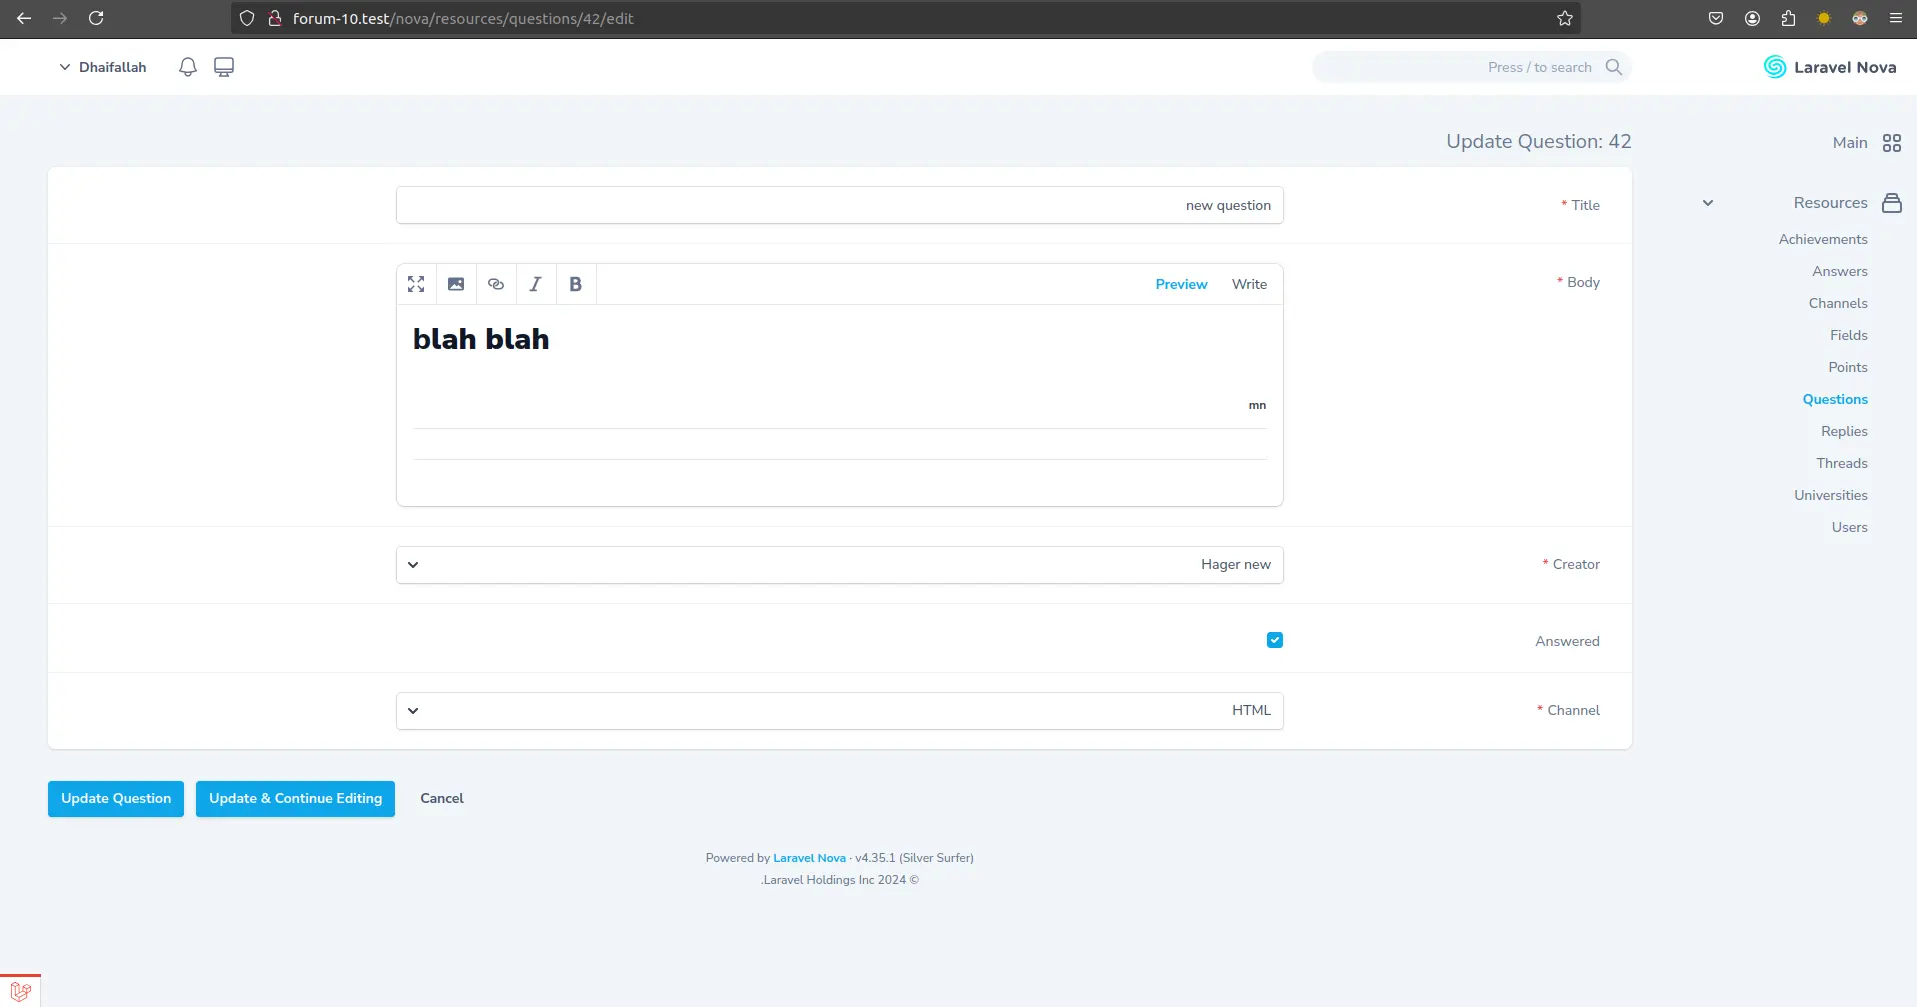 forum-10.test/nova/resources/questions/42/edit
Dhaifallah
Press / to search
Laravel Nova
Update Question: 42
Main
Resources
Achievements
Answers
Channels
Fields
Points
Questions
Replies
Threads
Universities
Users
* Title
new question
* Body
Preview
Write
B
blah blah
mn
* Creator
Hager new
Answered
* Channel
HTML
Update Question
Update & Continue Editing
Cancel
Powered by Laravel Nova · v4.35.1 (Silver Surfer)
.Laravel Holdings Inc 2024 ©